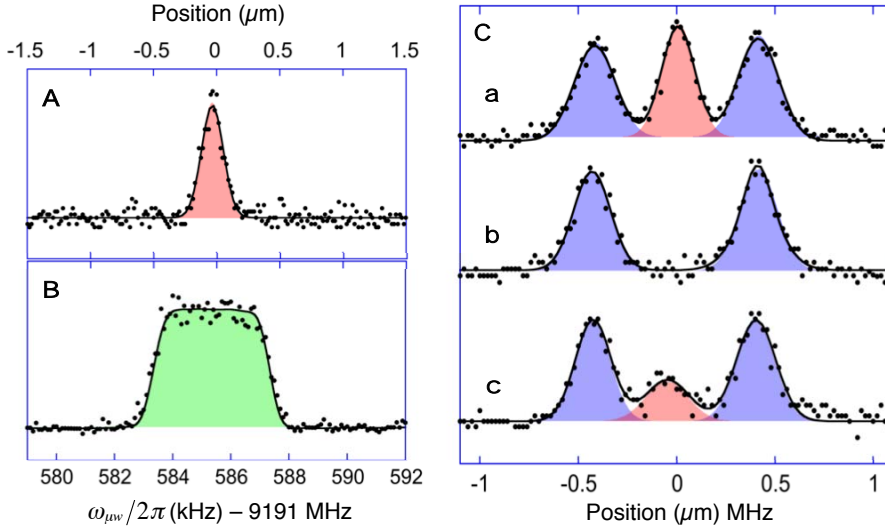 Position (µm)
-1.5 -1 -0.5 0 0.5 1 1.5
A
B
580 582 584 586 588 590 592
ω_μw/2π (kHz) – 9191 MHz
C
a
b
c
-1 -0.5 0 0.5 1
Position (µm) MHz